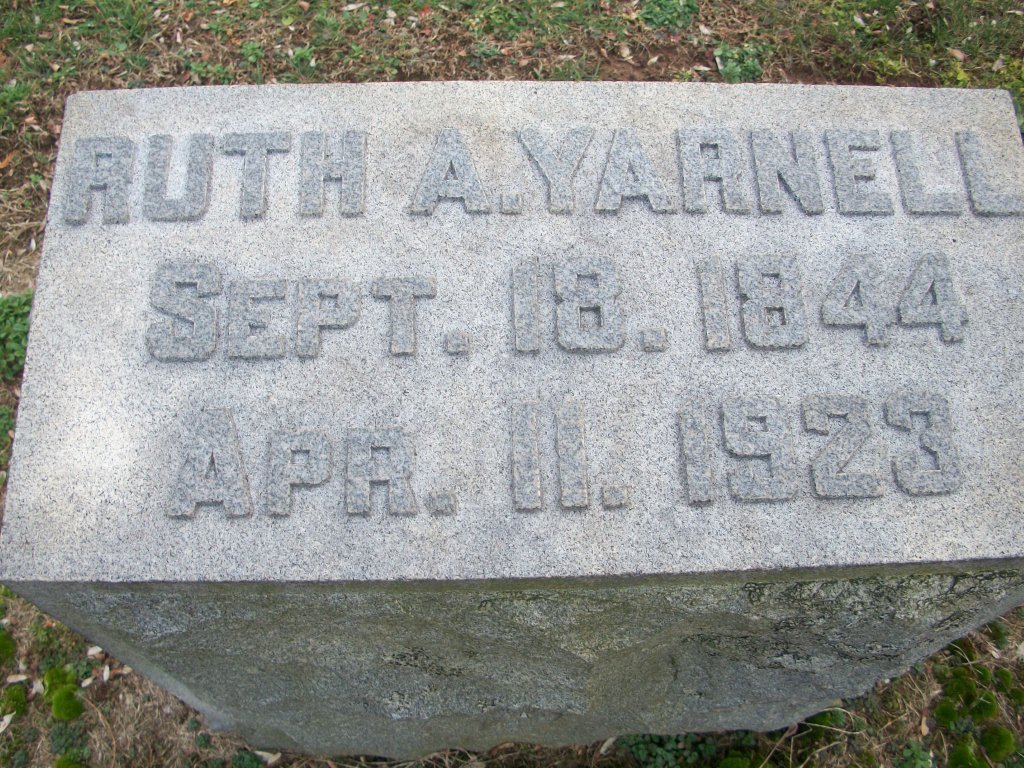 RUTH A. YARNELL
SEPT. 18. 1844
APR. 11. 1923